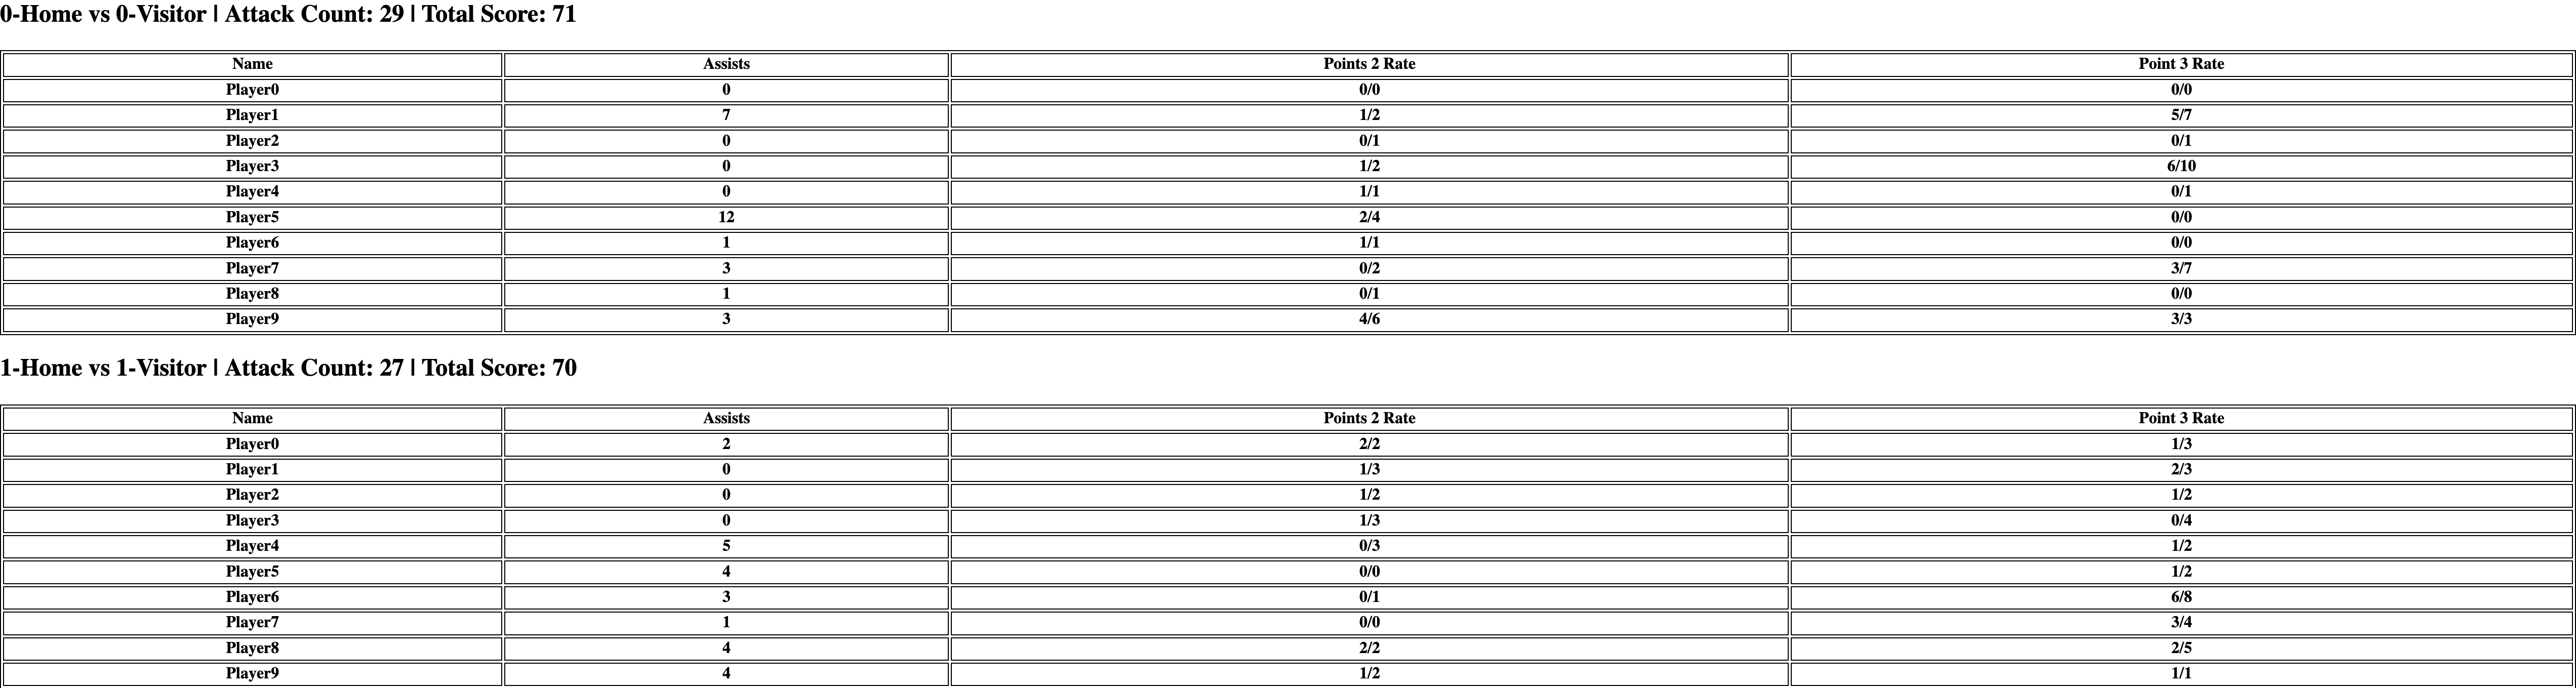 0-Home vs 0-Visitor | Attack Count: 29 | Total Score: 71
Name Assists Points 2 Rate Point 3 Rate
Player0 0 0/0 0/0
Player1 7 1/2 5/7
Player2 0 0/1 0/1
Player3 0 1/2 6/10
Player4 0 1/1 0/1
Player5 12 2/4 0/0
Player6 1 1/1 0/0
Player7 3 0/2 3/7
Player8 1 0/1 0/0
Player9 3 4/6 3/3
1-Home vs 1-Visitor | Attack Count: 27 | Total Score: 70
Name Assists Points 2 Rate Point 3 Rate
Player0 2 2/2 1/3
Player1 0 1/3 2/3
Player2 0 1/2 1/2
Player3 0 1/3 0/4
Player4 5 0/3 1/2
Player5 4 0/0 1/2
Player6 3 0/1 6/8
Player7 1 0/0 3/4
Player8 4 2/2 2/5
Player9 4 1/2 1/1